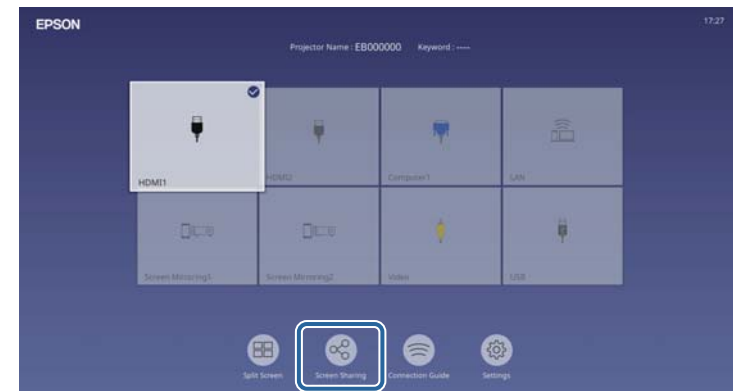 EPSON
17:27
Projector Name : EB000000 Keyword : ----
HDMI1
HDMI2
Computer1
LAN
Screen Mirroring1
Screen Mirroring2
Video
USB
Split Screen
Screen Sharing
Connection Guide
Settings